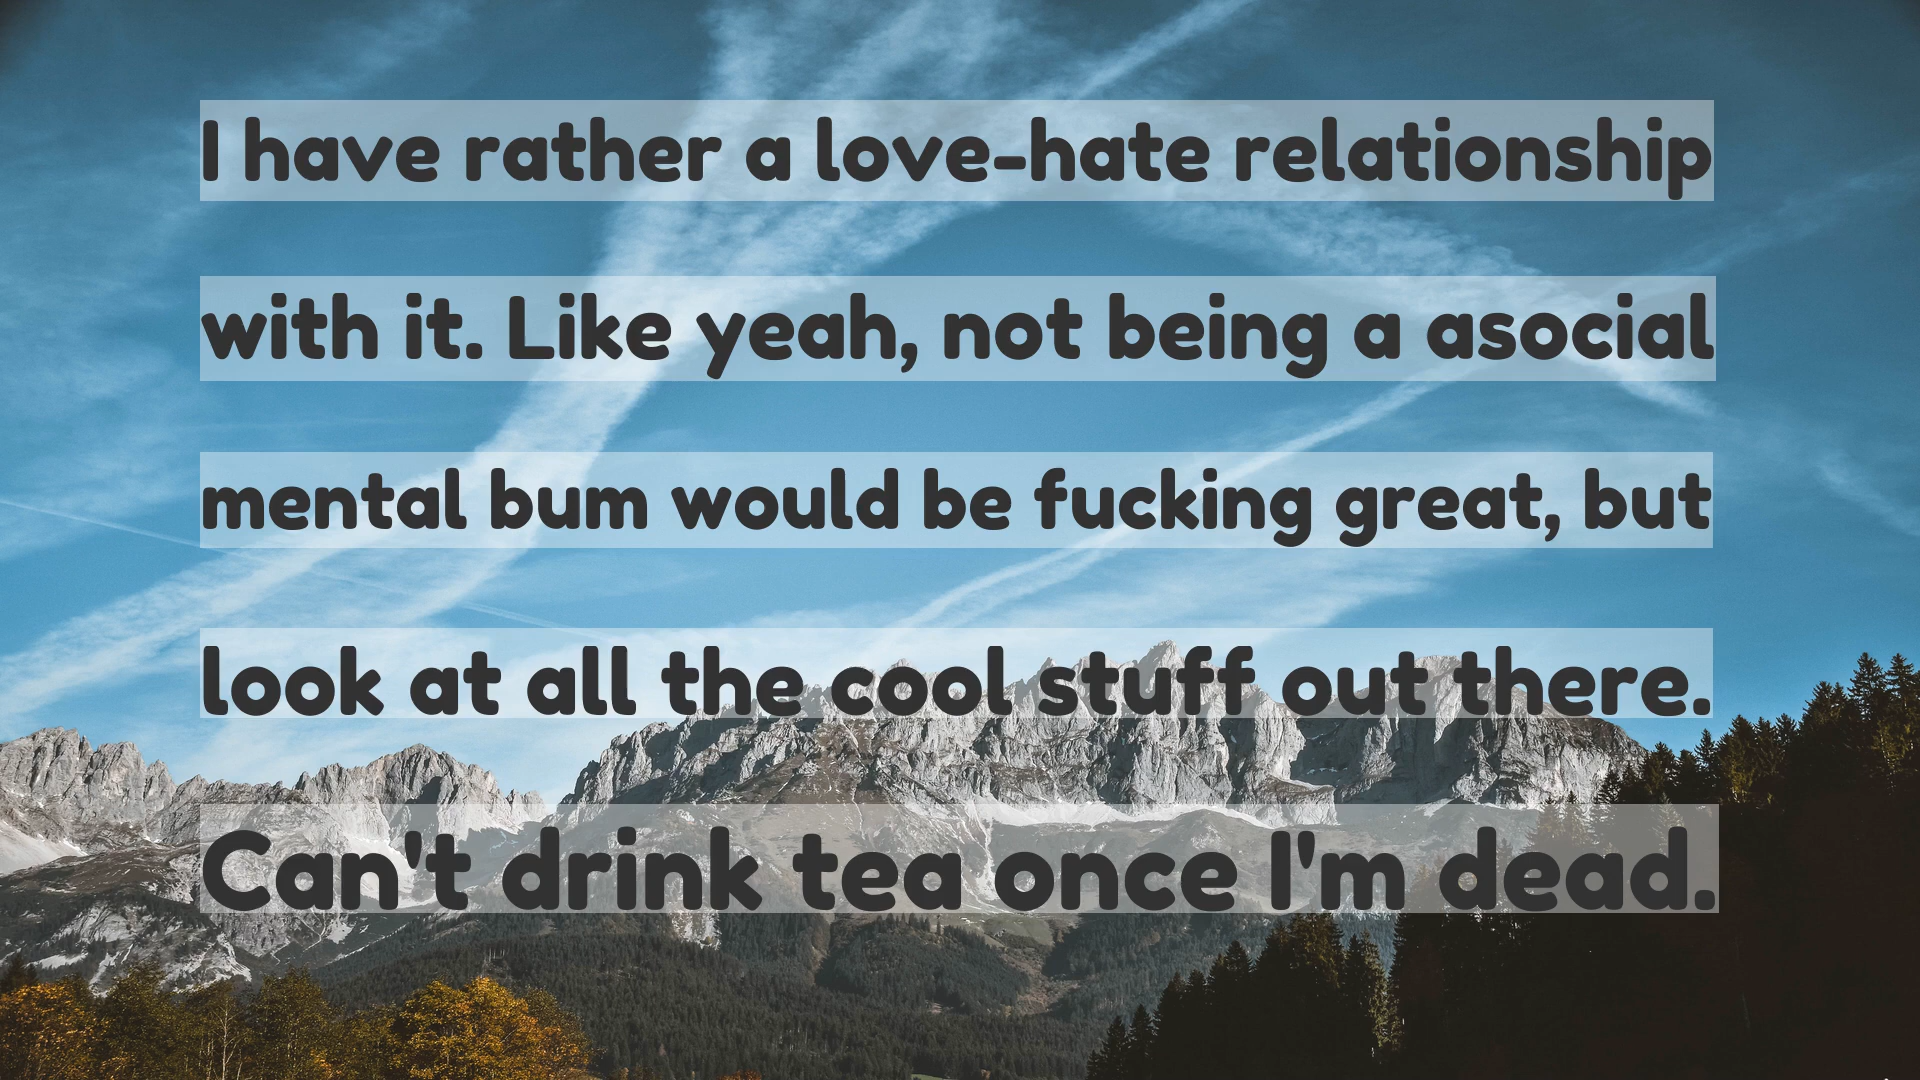 I have rather a love-hate relationship
with it. Like yeah, not being a asocial
mental bum would be fucking great, but
look at all the cool stuff out there.
Can't drink tea once I'm dead.